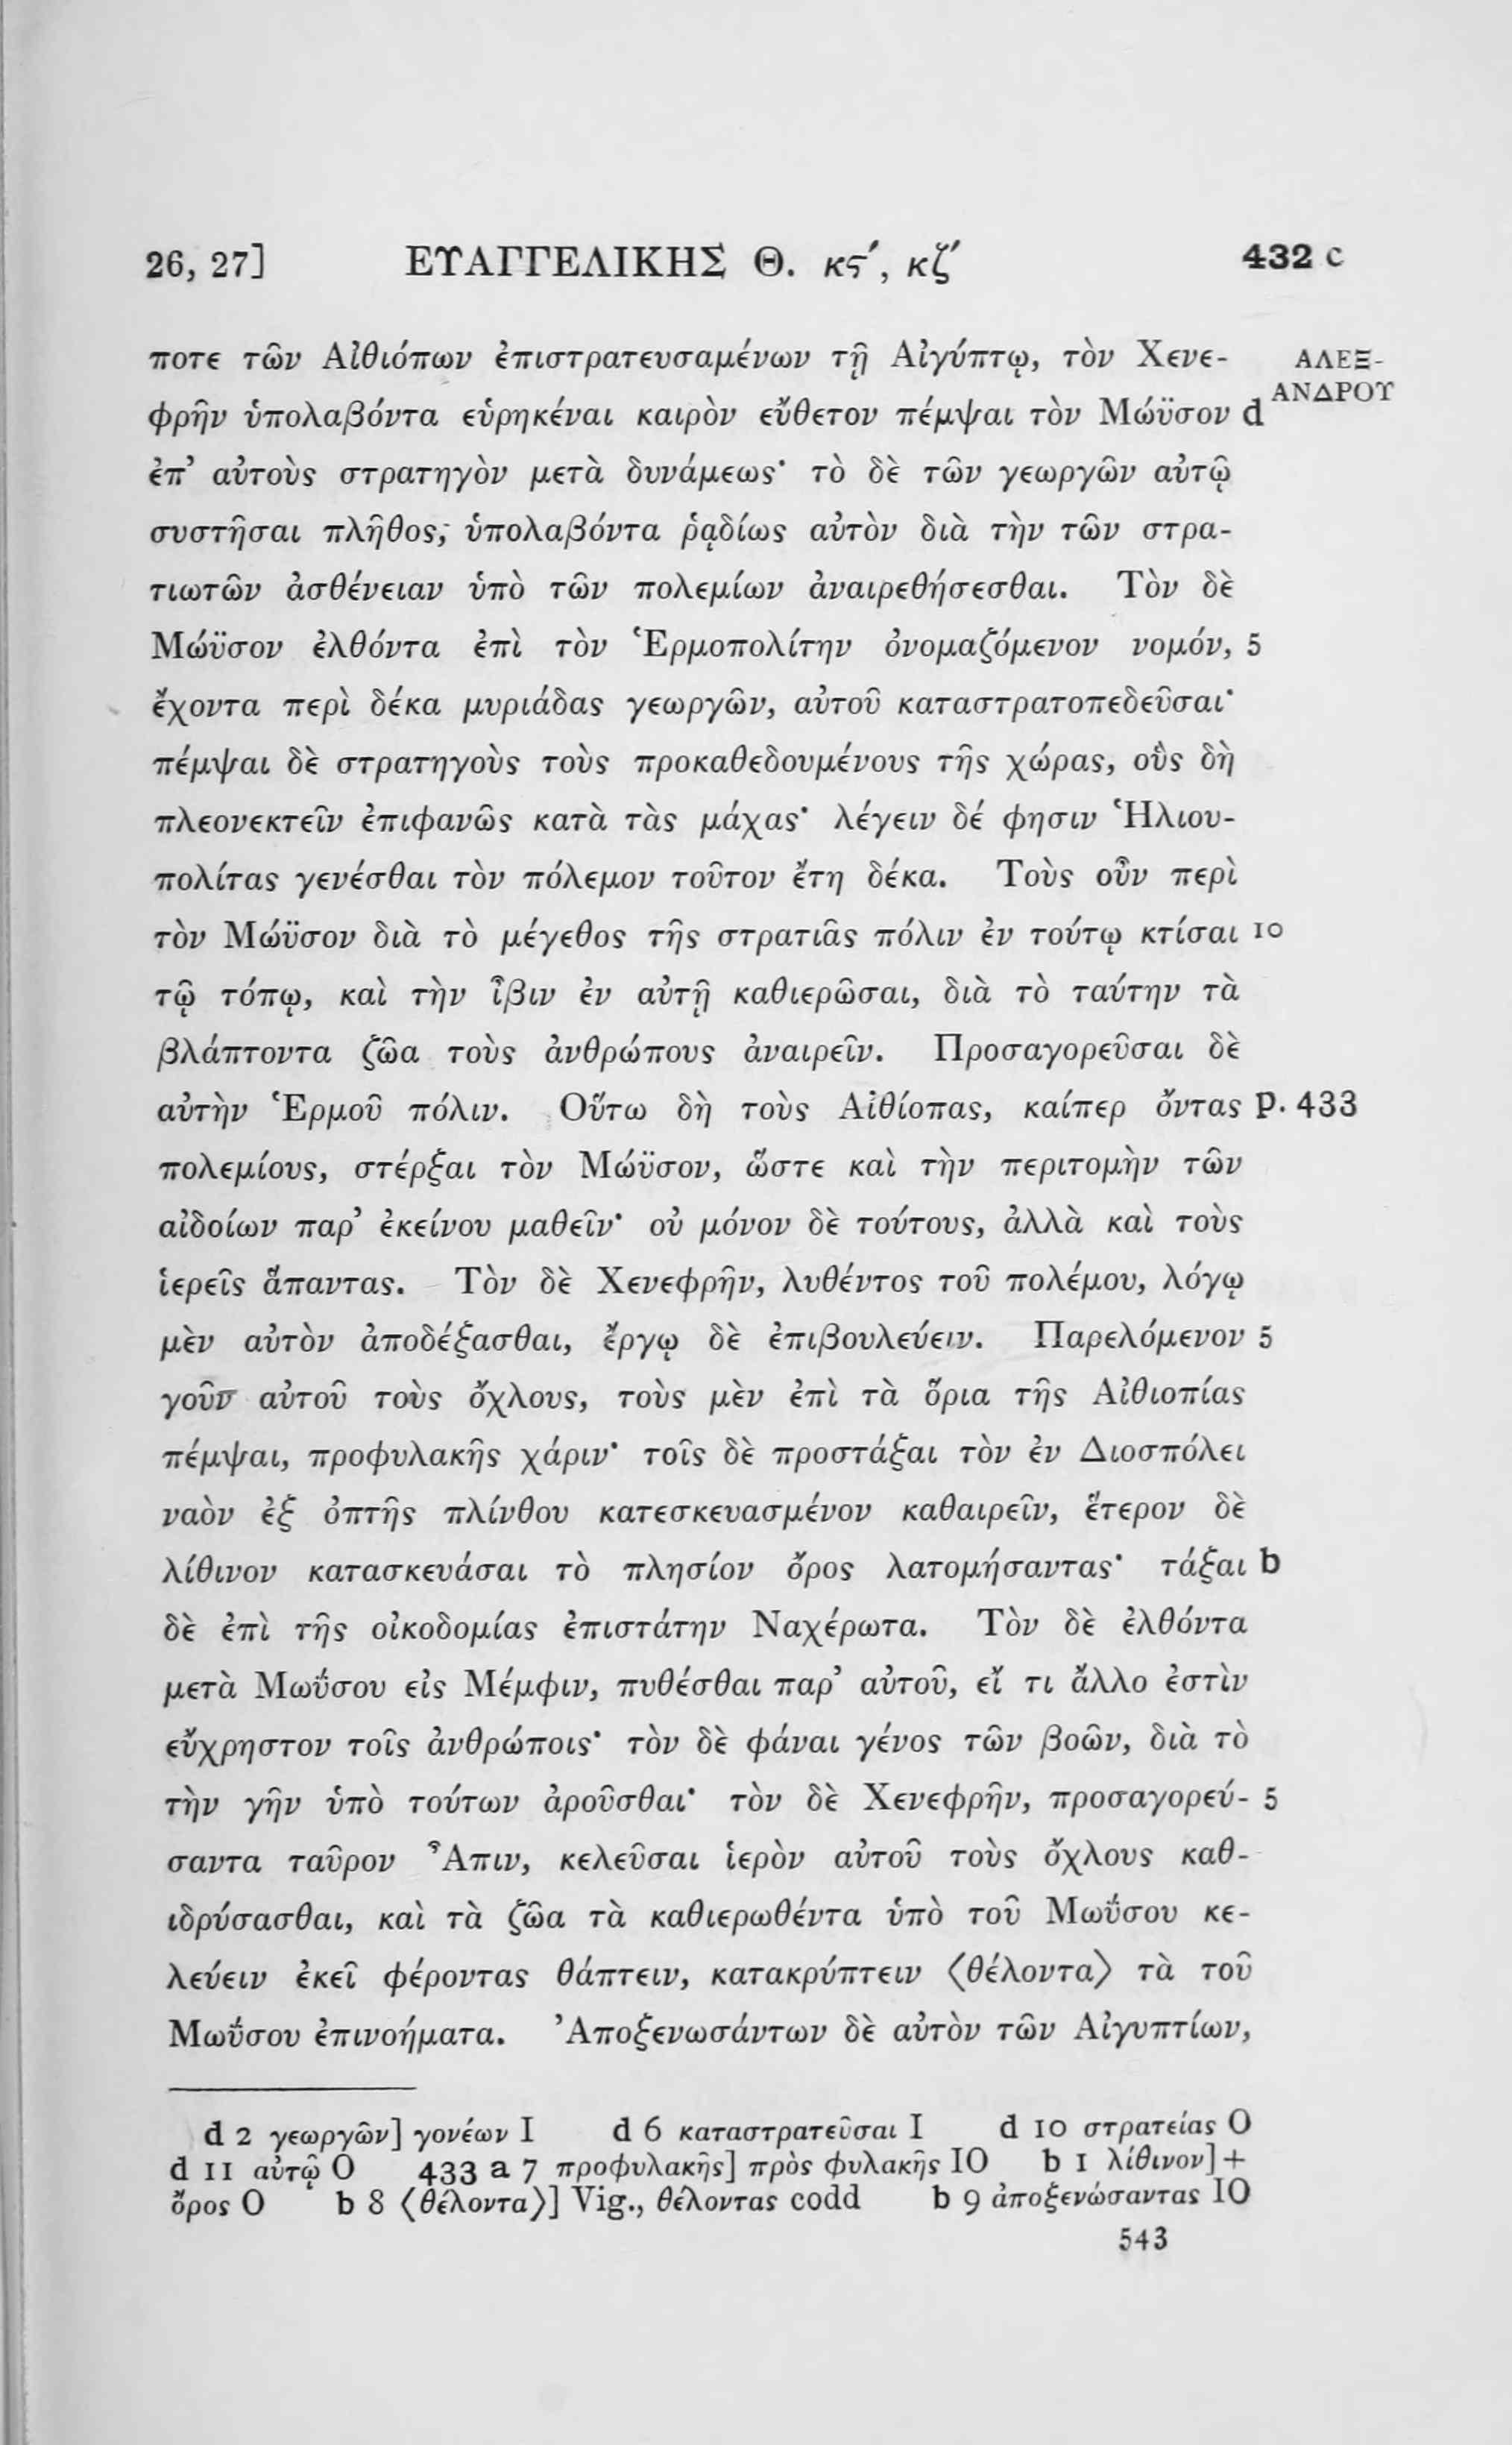 26, 27] ΕΥΑΓΓΕΛΙΚΗΣ Θ. κϛ′, κζ′ 432 c
ποτε τῶν Αἰθιόπων ἐπιστρατευσαμένων τῇ Αἰγύπτῳ, τὸν Χενε- ΑΛΕΞ-
φρῆν ὑπολαβόντα εὑρηκέναι καιρὸν εὔθετον πέμψαι τὸν Μώϋσον d ΑΝΔΡΟΥ
ἐπ’ αὐτοὺς στρατηγὸν μετὰ δυνάμεως· τὸ δὲ τῶν γεωργῶν αὐτῷ
συστῆσαι πλῆθος, ὑπολαβόντα ῥᾳδίως αὐτὸν διὰ τὴν τῶν στρα-
τιωτῶν ἀσθένειαν ὑπὸ τῶν πολεμίων ἀναιρεθήσεσθαι. Τὸν δὲ
Μώϋσον ἐλθόντα ἐπὶ τὸν Ἑρμοπολίτην ὀνομαζόμενον νομόν, 5
ἔχοντα περὶ δέκα μυριάδας γεωργῶν, αὐτοῦ καταστρατοπεδεῦσαι·
πέμψαι δὲ στρατηγοὺς τοὺς προκαθεδουμένους τῆς χώρας, οὓς δὴ
πλεονεκτεῖν ἐπιφανῶς κατὰ τὰς μάχας· λέγειν δέ φησιν Ἡλιου-
πολίτας γενέσθαι τὸν πόλεμον τοῦτον ἔτη δέκα. Τοὺς οὖν περὶ
τὸν Μώϋσον διὰ τὸ μέγεθος τῆς στρατιᾶς πόλιν ἐν τούτῳ κτίσαι 10
τῷ τόπῳ, καὶ τὴν ἶβιν ἐν αὐτῇ καθιερῶσαι, διὰ τὸ ταύτην τὰ
βλάπτοντα ζῶα τοὺς ἀνθρώπους ἀναιρεῖν. Προσαγορεῦσαι δὲ
αὐτὴν Ἑρμοῦ πόλιν. Οὕτω δὴ τοὺς Αἰθίοπας, καίπερ ὄντας p. 433
πολεμίους, στέρξαι τὸν Μώϋσον, ὥστε καὶ τὴν περιτομὴν τῶν
αἰδοίων παρ’ ἐκείνου μαθεῖν· οὐ μόνον δὲ τούτους, ἀλλὰ καὶ τοὺς
ἱερεῖς ἅπαντας. Τὸν δὲ Χενεφρῆν, λυθέντος τοῦ πολέμου, λόγῳ
μὲν αὐτὸν ἀποδέξασθαι, ἔργῳ δὲ ἐπιβουλεύειν. Παρελόμενον 5
γοῦν αὐτοῦ τοὺς ὄχλους, τοὺς μὲν ἐπὶ τὰ ὅρια τῆς Αἰθιοπίας
πέμψαι, προφυλακῆς χάριν· τοῖς δὲ προστάξαι τὸν ἐν Διοσπόλει
ναὸν ἐξ ὀπτῆς πλίνθου κατεσκευασμένον καθαιρεῖν, ἕτερον δὲ
λίθινον κατασκευάσαι τὸ πλησίον ὄρος λατομήσαντας· τάξαι b
δὲ ἐπὶ τῆς οἰκοδομίας ἐπιστάτην Ναχέρωτα. Τὸν δὲ ἐλθόντα
μετὰ Μωΰσου εἰς Μέμφιν, πυθέσθαι παρ’ αὐτοῦ, εἴ τι ἄλλο ἐστὶν
εὔχρηστον τοῖς ἀνθρώποις· τὸν δὲ φάναι γένος τῶν βοῶν, διὰ τὸ
τὴν γῆν ὑπὸ τούτων ἀροῦσθαι· τὸν δὲ Χενεφρῆν, προσαγορεύ- 5
σαντα ταῦρον Ἆπιν, κελεῦσαι ἱερὸν αὐτοῦ τοὺς ὄχλους καθ-
ιδρύσασθαι, καὶ τὰ ζῶα τὰ καθιερωθέντα ὑπὸ τοῦ Μωΰσου κε-
λεύειν ἐκεῖ φέροντας θάπτειν, κατακρύπτειν ⟨θέλοντα⟩ τὰ τοῦ
Μωΰσου ἐπινοήματα. Ἀποξενωσάντων δὲ αὐτὸν τῶν Αἰγυπτίων,
d 2 γεωργῶν] γονέων I d 6 καταστρατεῦσαι I d 10 στρατείας O
d 11 αὐτῷ O 433 a 7 προφυλακῆς] πρὸς φυλακῆς IO b 1 λίθινον] +
ὄρος O b 8 ⟨θέλοντα⟩] Vig., θέλοντας codd b 9 ἀποξενώσαντας IO
543